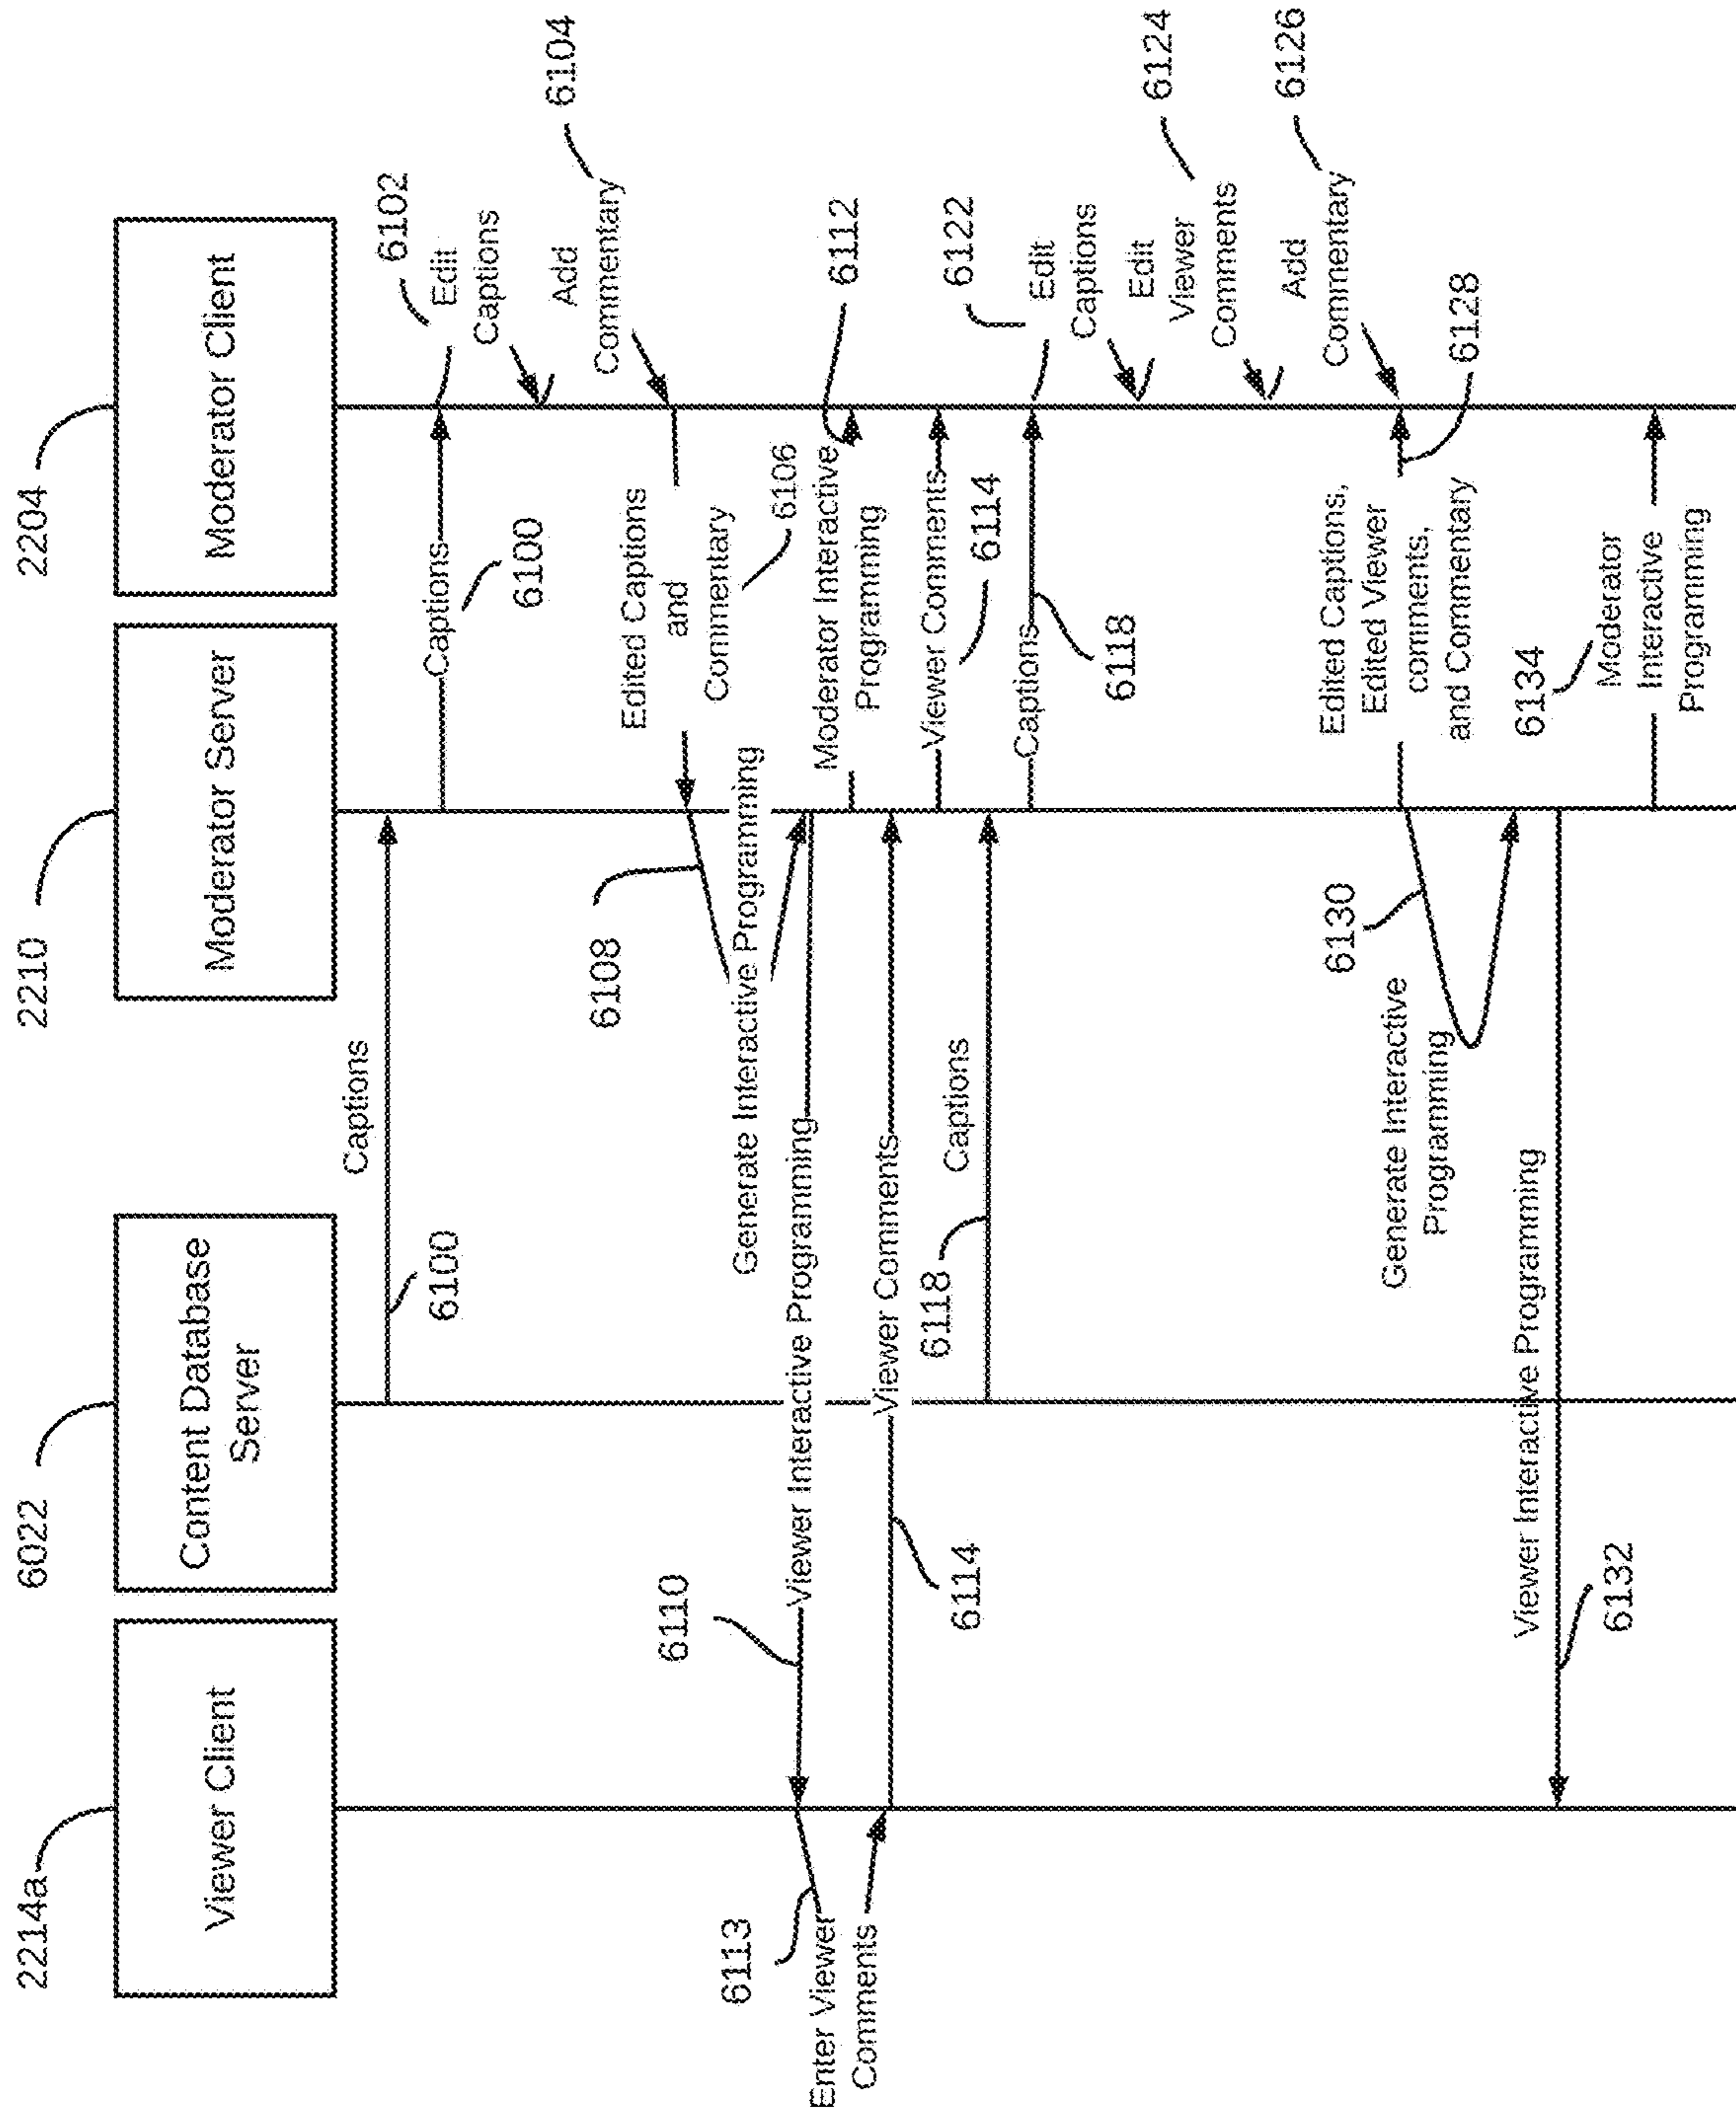 2214a
6022
2210
2204
Viewer Client
Content Database
Server
Moderator Server
Moderator Client
Captions
6100
Captions
6100
6102
Edit
Captions
Add
Commentary
6104
Edited Captions
and
Commentary
6106
6108
Generate Interactive Programming
6110
Viewer Interactive Programming
Moderator Interactive
Programming
6112
6113
Enter Viewer
Comments
Viewer Comments
6114
Viewer Comments
6114
6118
Captions
Captions
6118
6122
Edit
Captions
Edit
Viewer
Comments
6124
Add
Commentary
6126
Edited Captions,
Edited Viewer
comments,
and Commentary
6128
6130
Generate Interactive
Programming
Viewer Interactive Programming
6132
6134
Moderator
Interactive
Programming